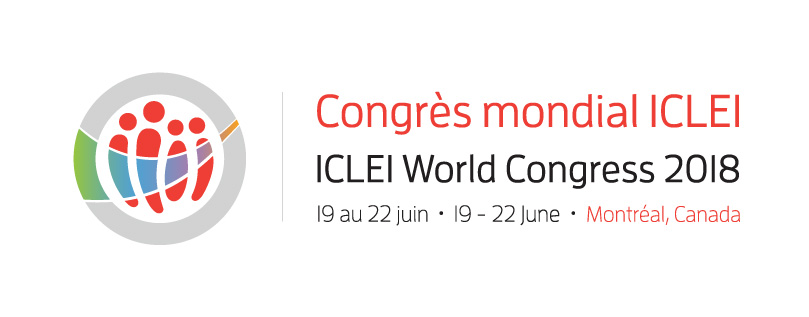 Congrès mondial ICLEI
ICLEI World Congress 2018
19 au 22 juin • 19 - 22 June • Montréal, Canada